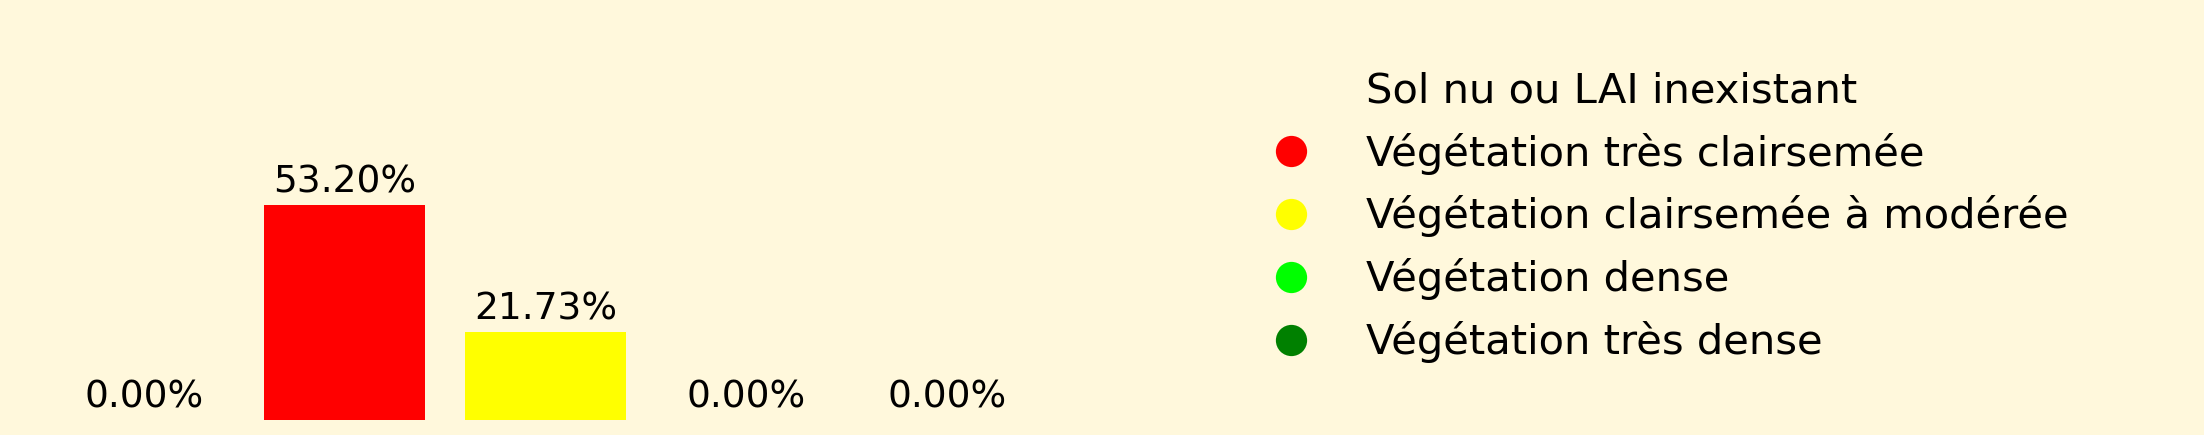 53.20%
21.73%
0.00%
0.00%
0.00%
Sol nu ou LAI inexistant
Végétation très clairsemée
Végétation clairsemée à modérée
Végétation dense
Végétation très dense